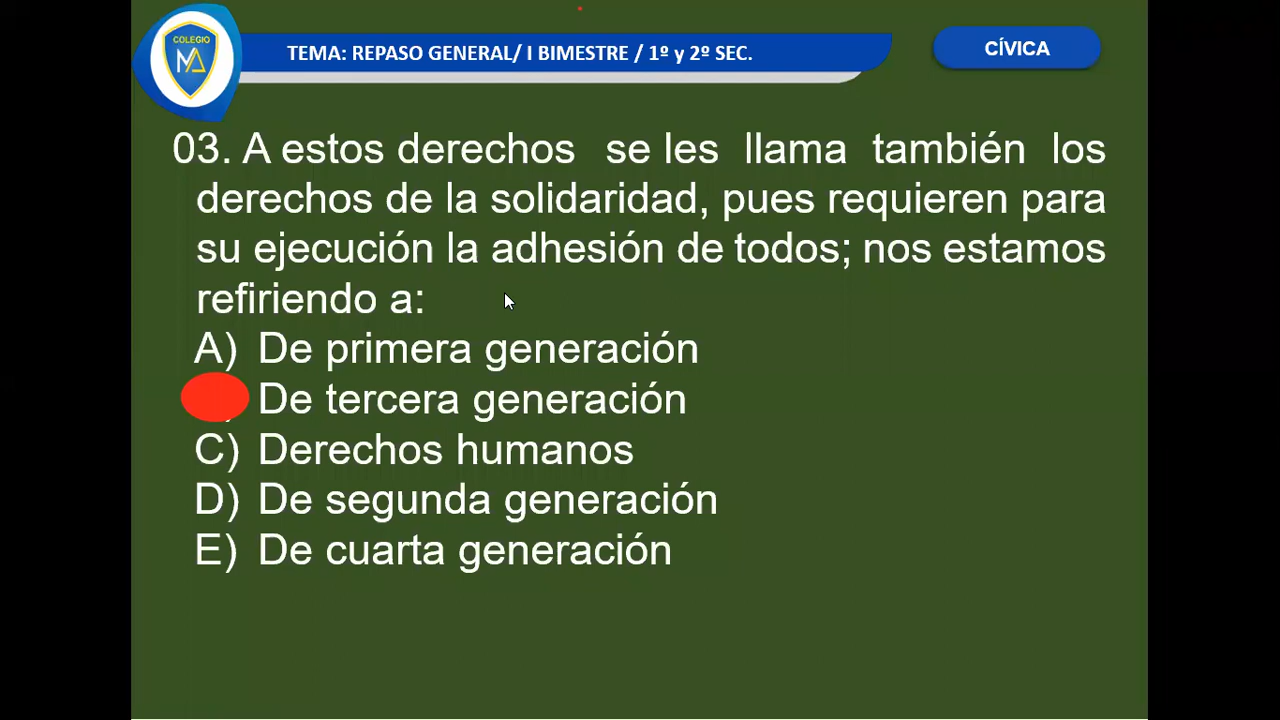 COLEGIO
MA
TEMA: REPASO GENERAL/ I BIMESTRE / 1º y 2º SEC.
CÍVICA
03. A estos derechos se les llama también los
derechos de la solidaridad, pues requieren para
su ejecución la adhesión de todos; nos estamos
refiriendo a:
A) De primera generación
De tercera generación
C) Derechos humanos
D) De segunda generación
E) De cuarta generación